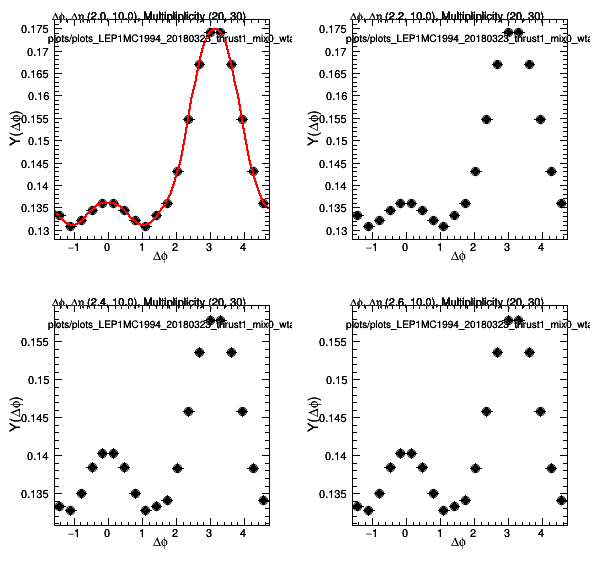 Δφ, Δη (2.0, 10.0), Multipliplicity (20, 30)
plots/plots_LEP1MC1994_20180323_thrust1_mix0_wta
Y(Δφ)
0.175
0.17
0.165
0.16
0.155
0.15
0.145
0.14
0.135
0.13
−1 0 1 2 3 4
Δφ
Δφ, Δη (2.2, 10.0), Multipliplicity (20, 30)
plots/plots_LEP1MC1994_20180323_thrust1_mix0_wta
Y(Δφ)
0.175
0.17
0.165
0.16
0.155
0.15
0.145
0.14
0.135
0.13
−1 0 1 2 3 4
Δφ
Δφ, Δη (2.4, 10.0), Multipliplicity (20, 30)
plots/plots_LEP1MC1994_20180323_thrust1_mix0_wta
Y(Δφ)
0.155
0.15
0.145
0.14
0.135
−1 0 1 2 3 4
Δφ
Δφ, Δη (2.6, 10.0), Multipliplicity (20, 30)
plots/plots_LEP1MC1994_20180323_thrust1_mix0_wta
Y(Δφ)
0.155
0.15
0.145
0.14
0.135
−1 0 1 2 3 4
Δφ